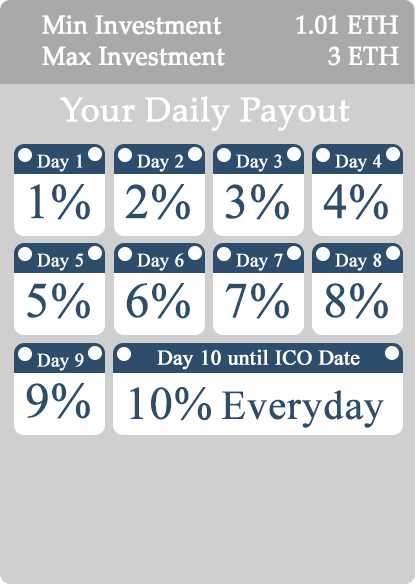 Min Investment 1.01 ETH
Max Investment 3 ETH
Your Daily Payout
Day 1 Day 2 Day 3 Day 4
1% 2% 3% 4%
Day 5 Day 6 Day 7 Day 8
5% 6% 7% 8%
Day 9 Day 10 until ICO Date
9% 10% Everyday